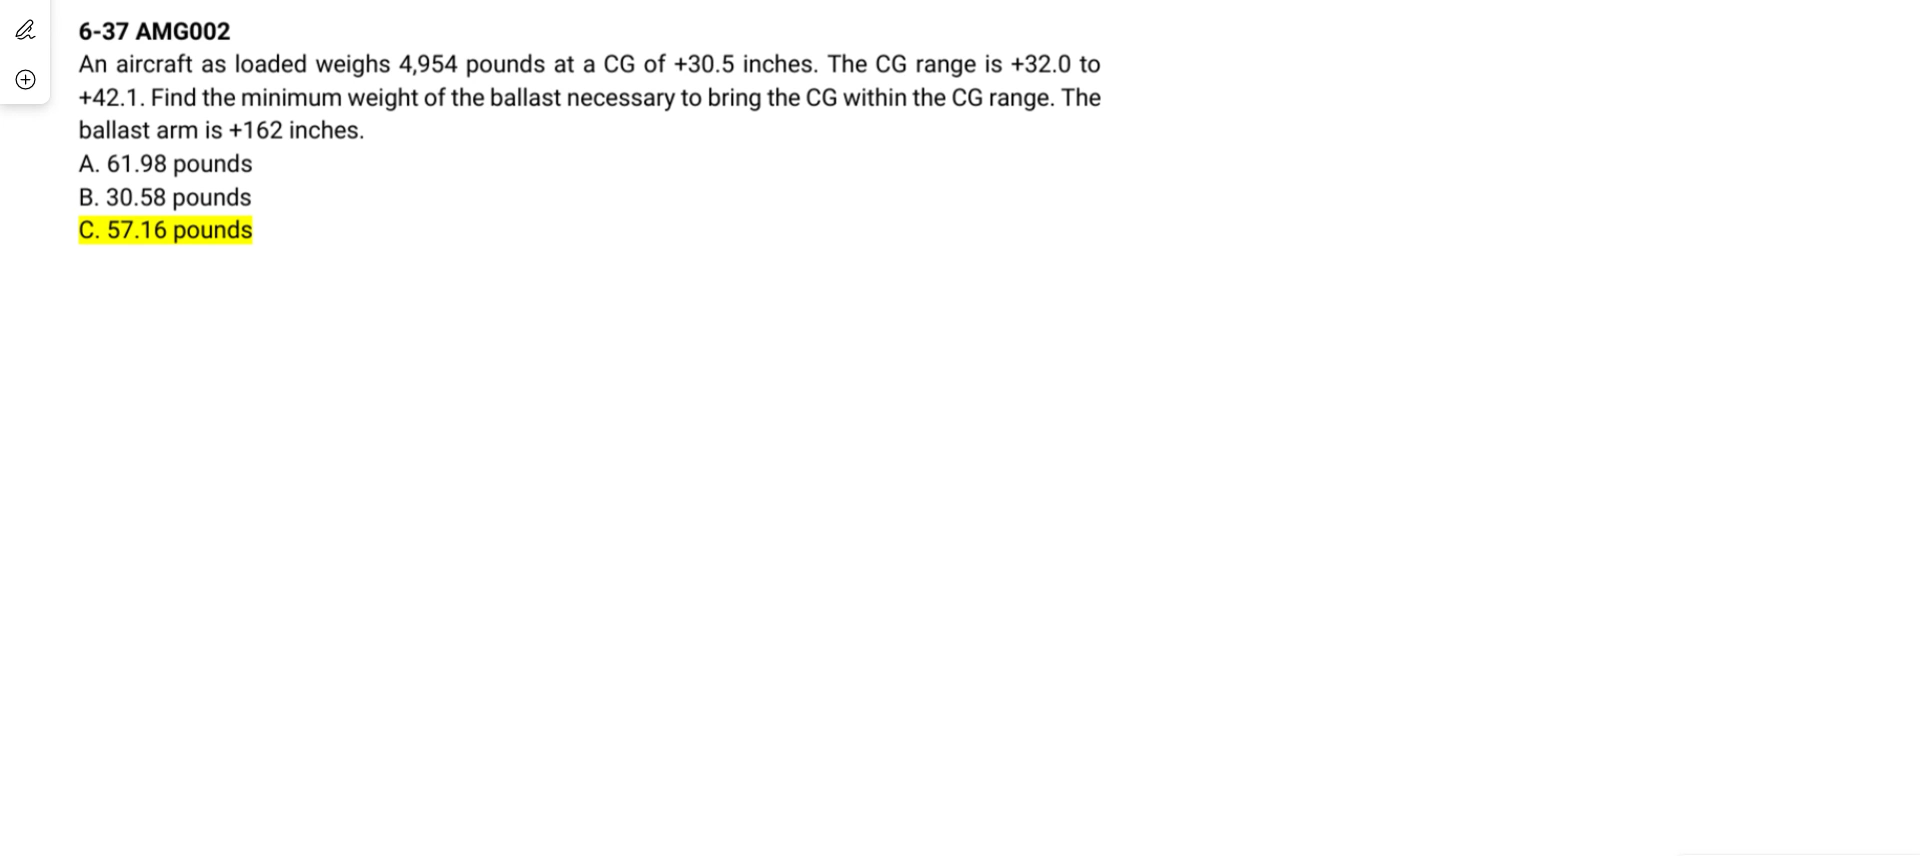 6-37 AMG002
An aircraft as loaded weighs 4,954 pounds at a CG of +30.5 inches. The CG range is +32.0 to
+42.1. Find the minimum weight of the ballast necessary to bring the CG within the CG range. The
ballast arm is +162 inches.
A. 61.98 pounds
B. 30.58 pounds
C. 57.16 pounds